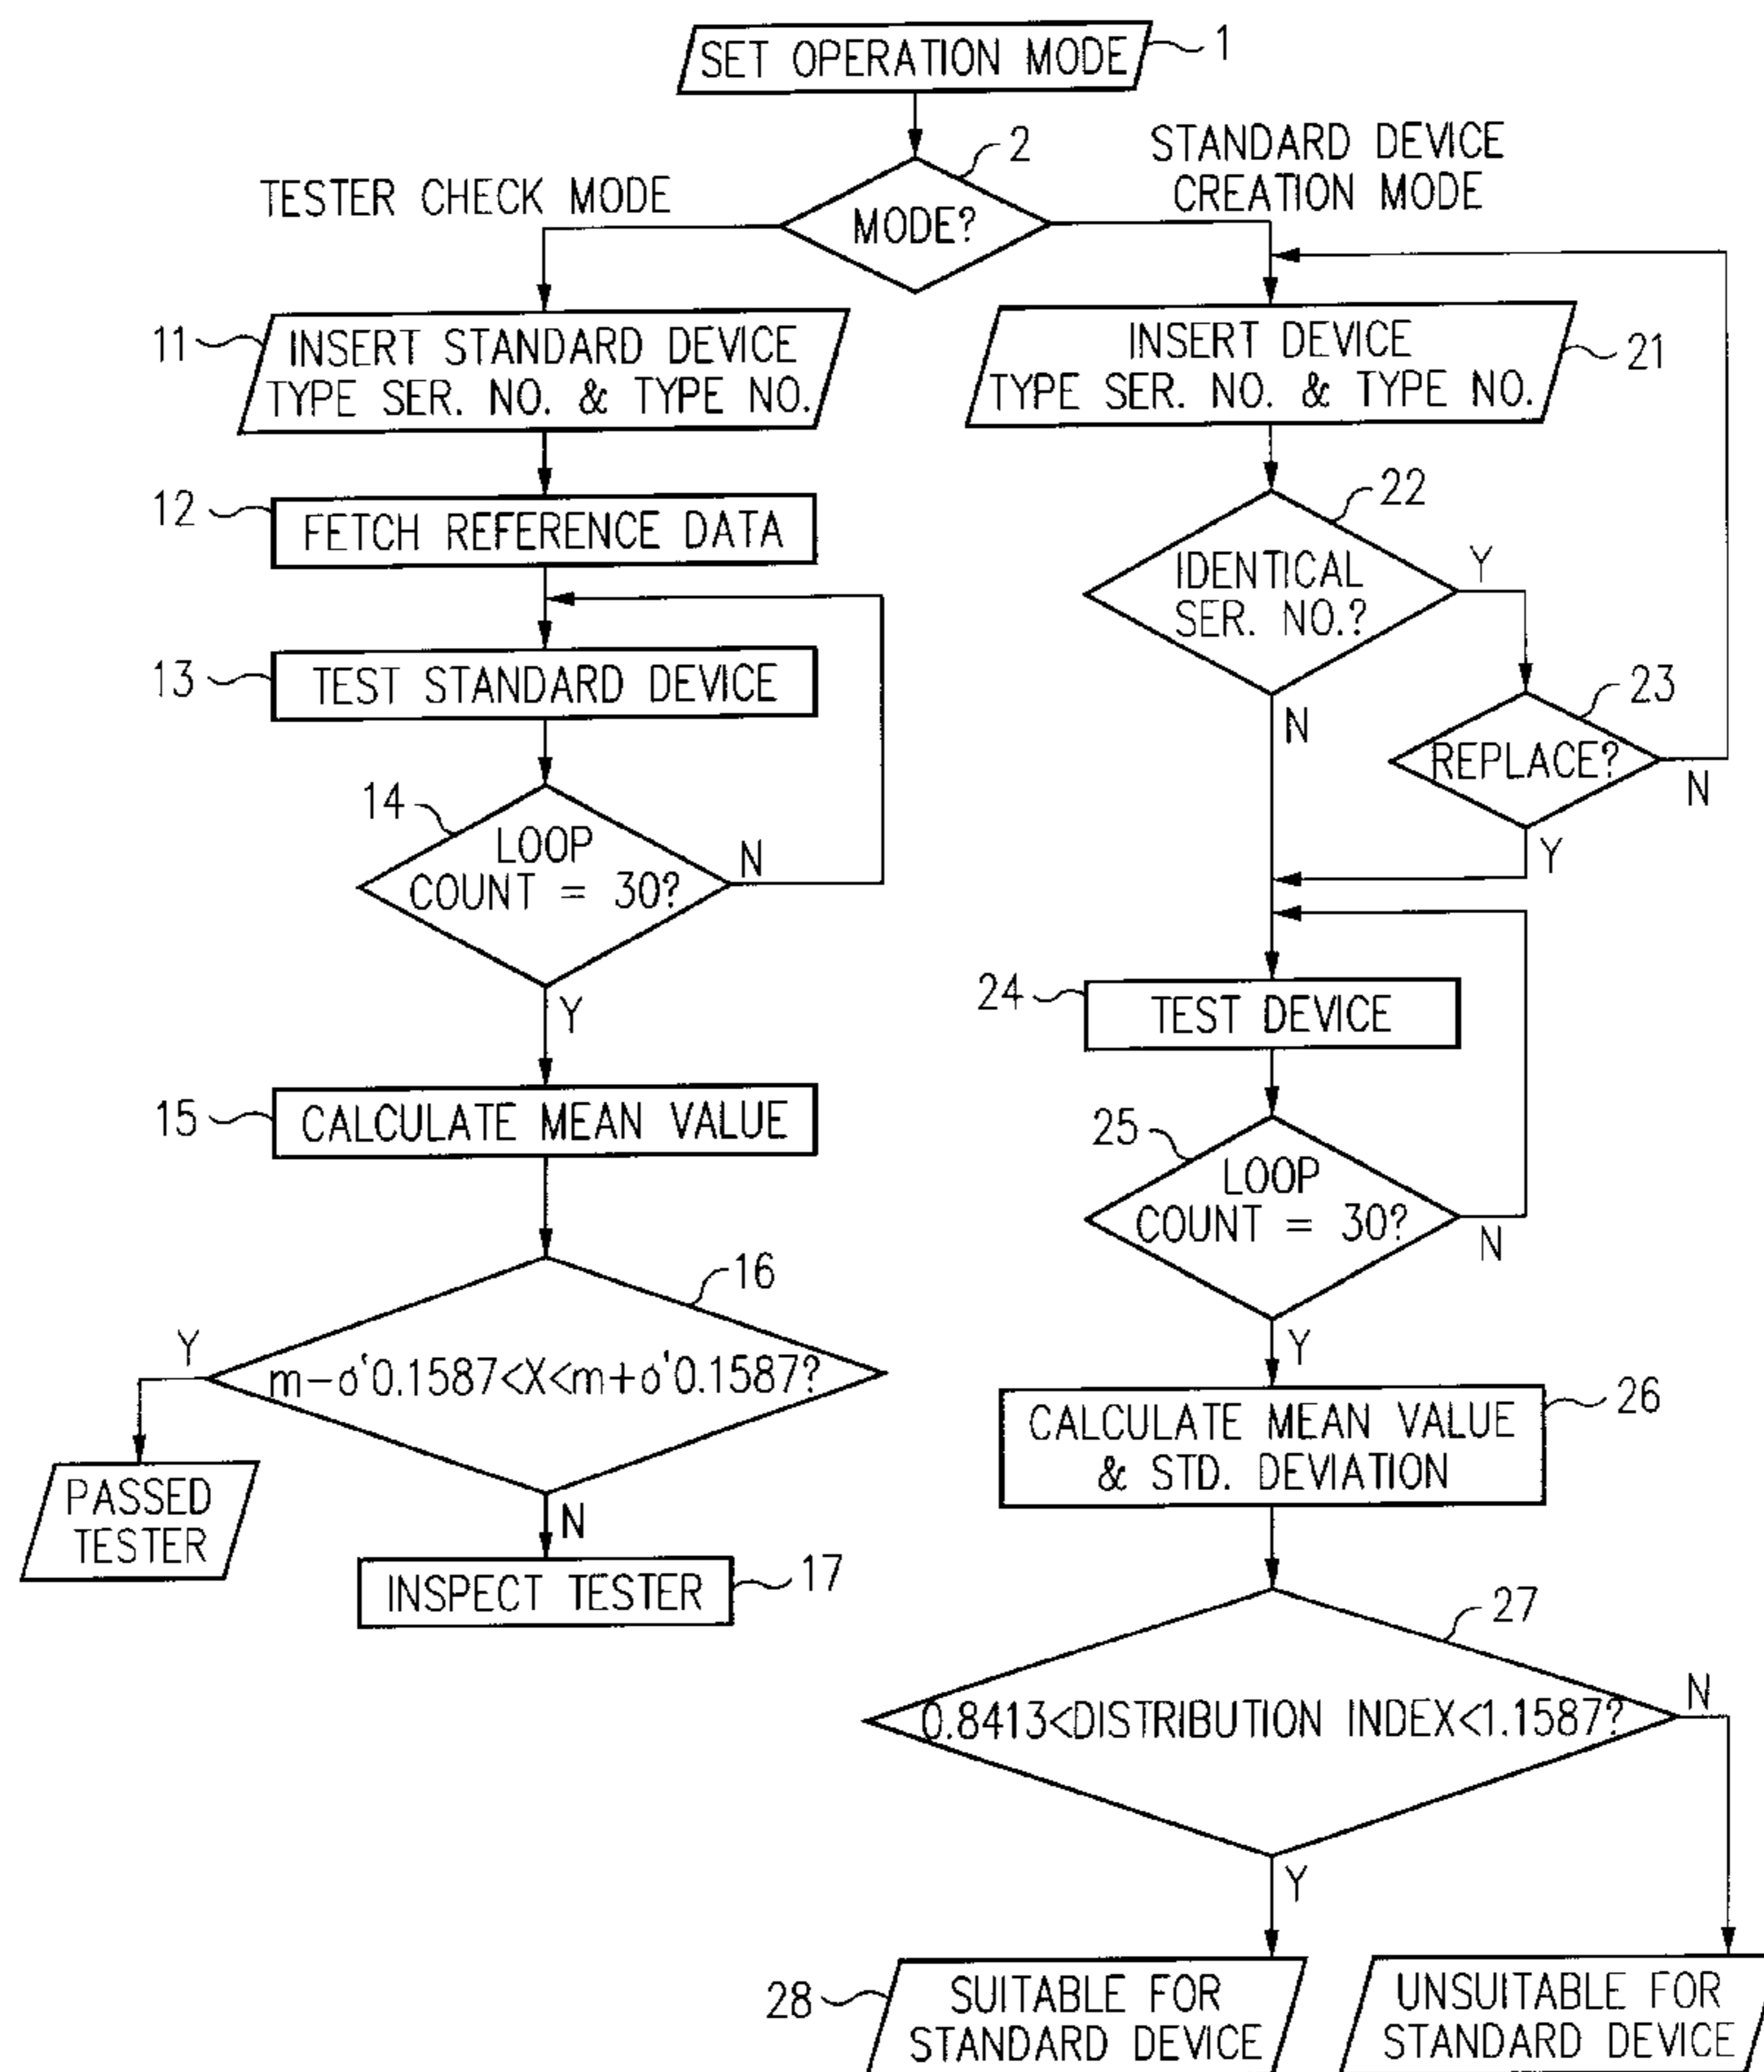 SET OPERATION MODE
1
2
MODE?
TESTER CHECK MODE
STANDARD DEVICE
CREATION MODE
11
INSERT STANDARD DEVICE
TYPE SER. NO. & TYPE NO.
12
FETCH REFERENCE DATA
13
TEST STANDARD DEVICE
14
LOOP
COUNT = 30?
N
Y
15
CALCULATE MEAN VALUE
16
m-σ'0.1587<X<m+σ'0.1587?
Y
PASSED
TESTER
N
INSPECT TESTER
17
INSERT DEVICE
TYPE SER. NO. & TYPE NO.
21
22
IDENTICAL
SER. NO.?
Y
N
23
REPLACE?
N
Y
24
TEST DEVICE
25
LOOP
COUNT = 30?
N
Y
26
CALCULATE MEAN VALUE
& STD. DEVIATION
27
0.8413<DISTRIBUTION INDEX<1.1587?
N
Y
28
SUITABLE FOR
STANDARD DEVICE
UNSUITABLE FOR
STANDARD DEVICE